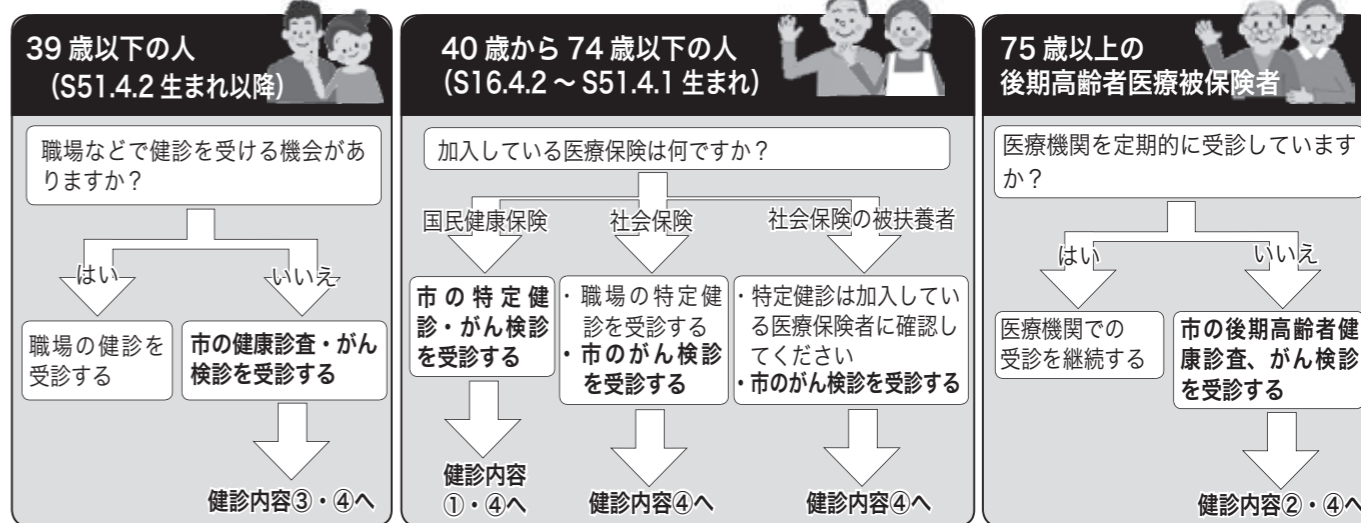 39 歳以下の人
（S51.4.2 生まれ以降）
職場などで健診を受ける機会があ
りますか？
はい
いいえ
職場の健診を
受診する
市の健康診査・がん
検診を受診する
健診内容③・④へ
40 歳から 74 歳以下の人
（S16.4.2 ～ S51.4.1 生まれ）
加入している医療保険は何ですか？
国民健康保険
社会保険
社会保険の被扶養者
市の特定健
診・がん検診
を受診する
・職場の特定健
診を受診する
・市のがん検診
を受診する
・特定健診は加入してい
る医療保険者に確認し
てください
・市のがん検診を受診する
健診内容
①・④へ
健診内容④へ
健診内容④へ
75 歳以上の
後期高齢者医療被保険者
医療機関を定期的に受診しています
か？
はい
いいえ
医療機関での
受診を継続する
市の後期高齢者健
康診査、がん検診
を受診する
健診内容②・④へ